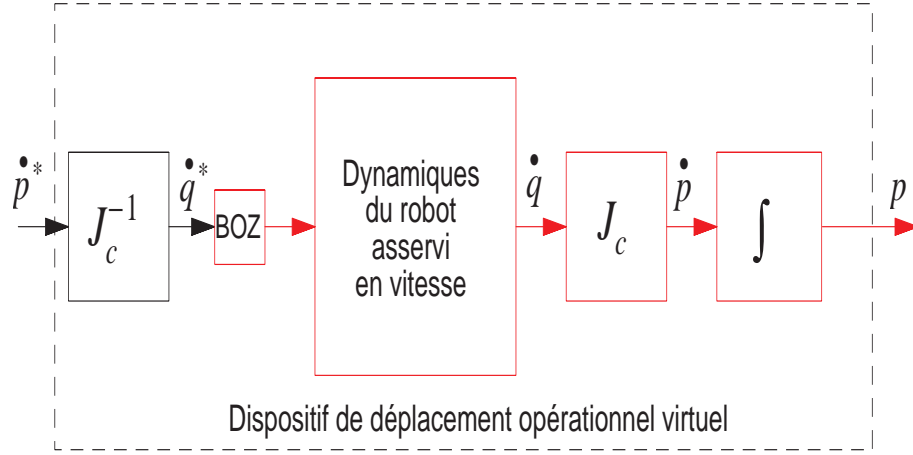 ṗ*
J_c^{-1}
q̇*
BOZ
Dynamiques
du robot
asservi
en vitesse
q̇
J_c
ṗ
∫
p
Dispositif de déplacement opérationnel virtuel